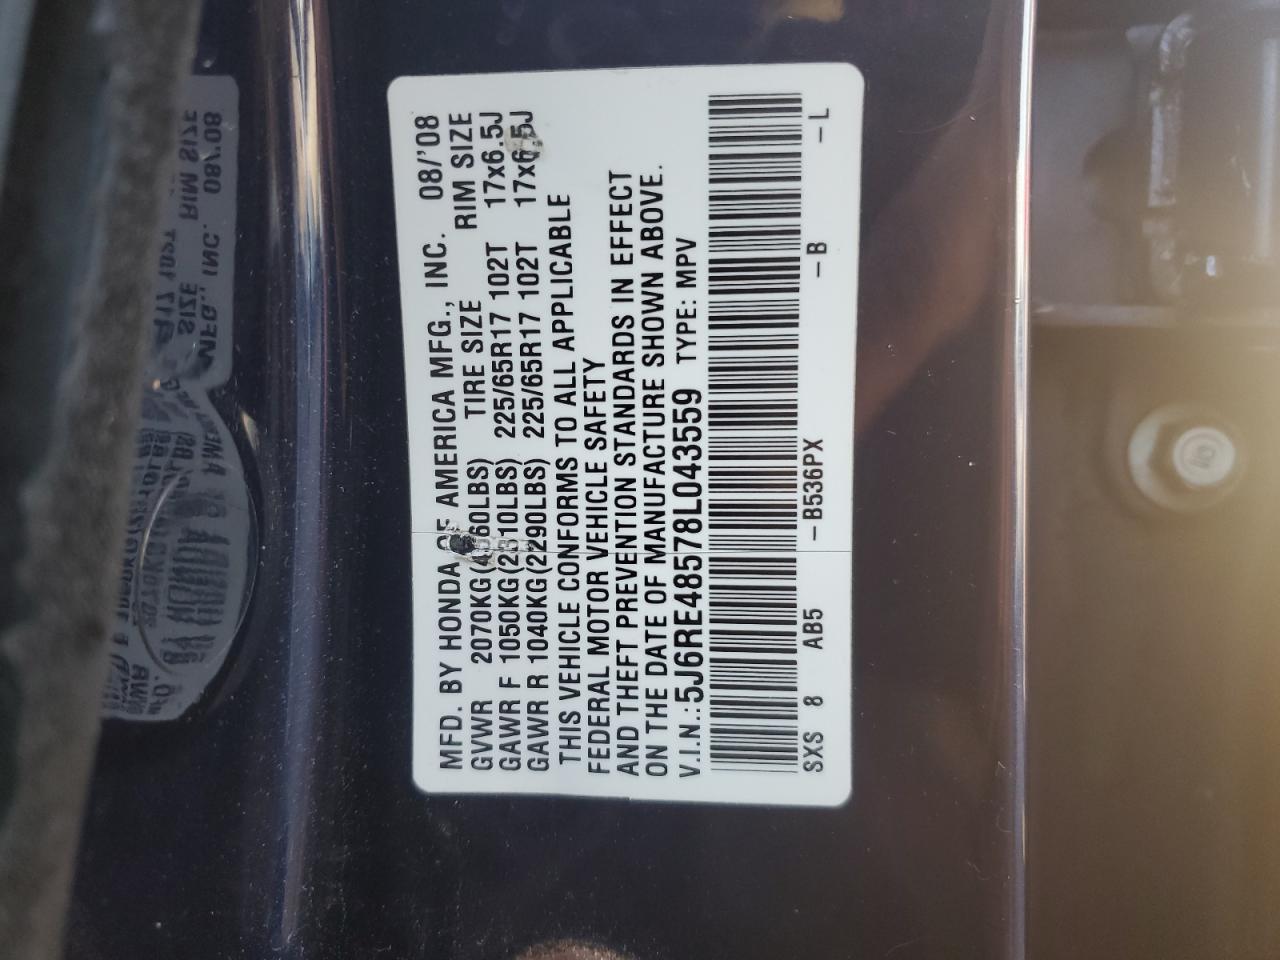 MFD. BY HONDA OF AMERICA MFG., INC. 08/'08
GVWR 2070KG(4560LBS) TIRE SIZE RIM SIZE
GAWR F 1050KG(2310LBS) 225/65R17 102T 17x6.5J
GAWR R 1040KG(2290LBS) 225/65R17 102T 17x6.5J
THIS VEHICLE CONFORMS TO ALL APPLICABLE
FEDERAL MOTOR VEHICLE SAFETY
AND THEFT PREVENTION STANDARDS IN EFFECT
ON THE DATE OF MANUFACTURE SHOWN ABOVE.
V.I.N.: 5J6RE48578L043559 TYPE: MPV
SXS 8 AB5 -B536PX -B -L